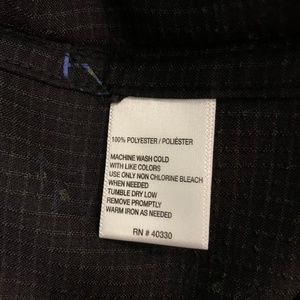 100% POLYESTER / POLIÉSTER
MACHINE WASH COLD
WITH LIKE COLORS
USE ONLY NON CHLORINE BLEACH
WHEN NEEDED
TUMBLE DRY LOW
REMOVE PROMPTLY
WARM IRON AS NEEDED
RN # 40330